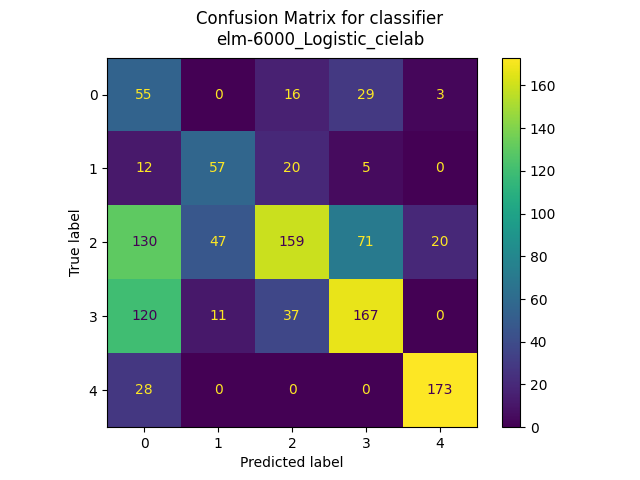 Confusion Matrix for classifier
elm-6000_Logistic_cielab
0 55 0 16 29 3
1 12 57 20 5 0
2 130 47 159 71 20
3 120 11 37 167 0
4 28 0 0 0 173
0 1 2 3 4
Predicted label
True label
160
140
120
100
80
60
40
20
0